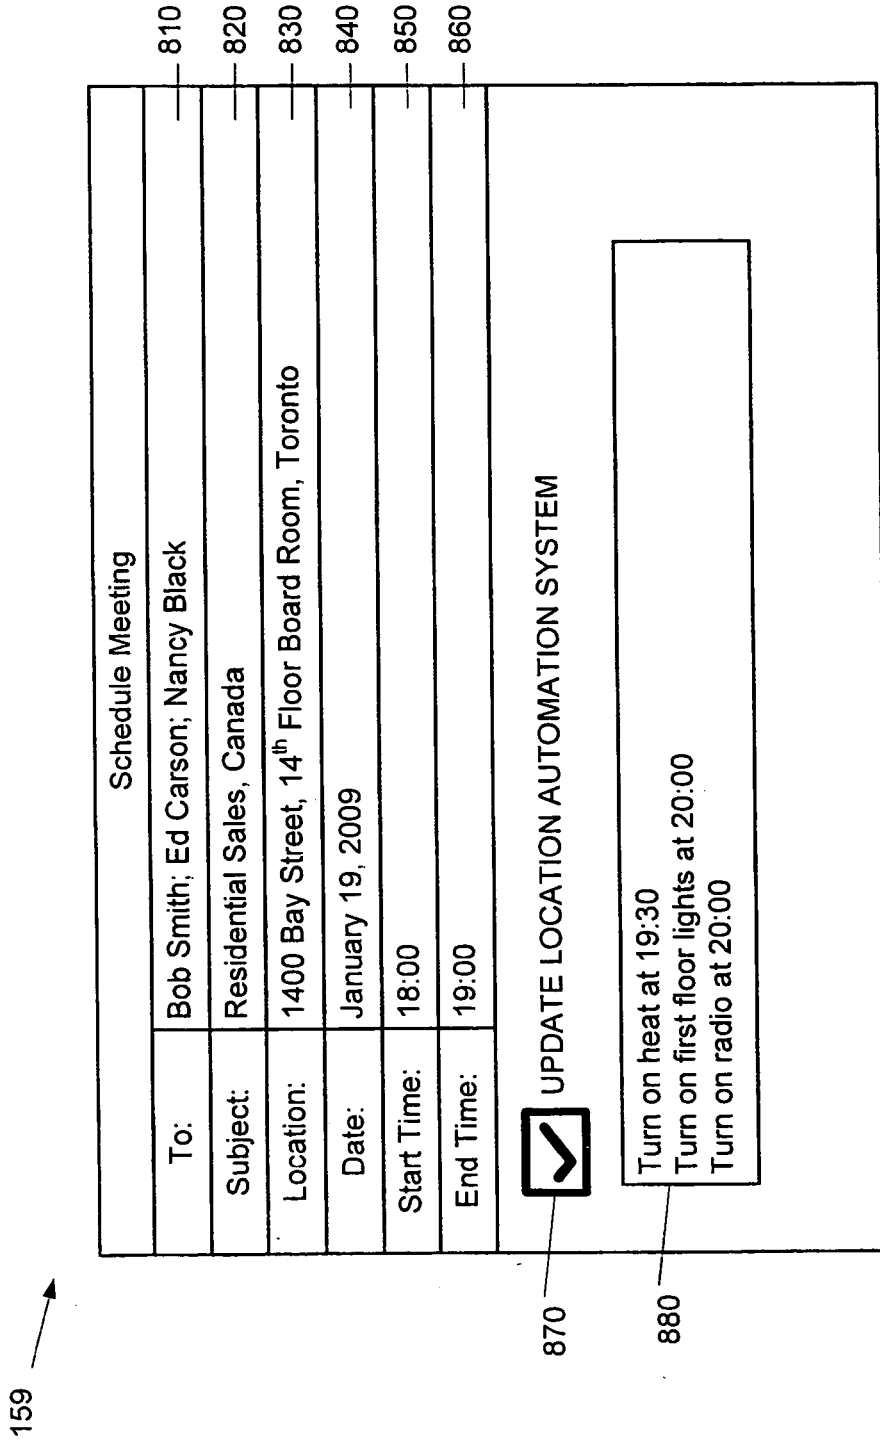 159
Schedule Meeting
To: Bob Smith; Ed Carson; Nancy Black 810
Subject: Residential Sales, Canada 820
Location: 1400 Bay Street, 14th Floor Board Room, Toronto 830
Date: January 19, 2009 840
Start Time: 18:00 850
End Time: 19:00 860
870 UPDATE LOCATION AUTOMATION SYSTEM
880
Turn on heat at 19:30
Turn on first floor lights at 20:00
Turn on radio at 20:00